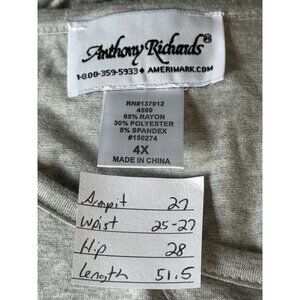 Anthony Richards®
1-800-359-5933 ♦ AMERIMARK.COM
RN#137912
4560
65% RAYON
30% POLYESTER
5% SPANDEX
#150274
4X
MADE IN CHINA
Armpit 27
Waist 25-27
Hip 28
Length 51.5